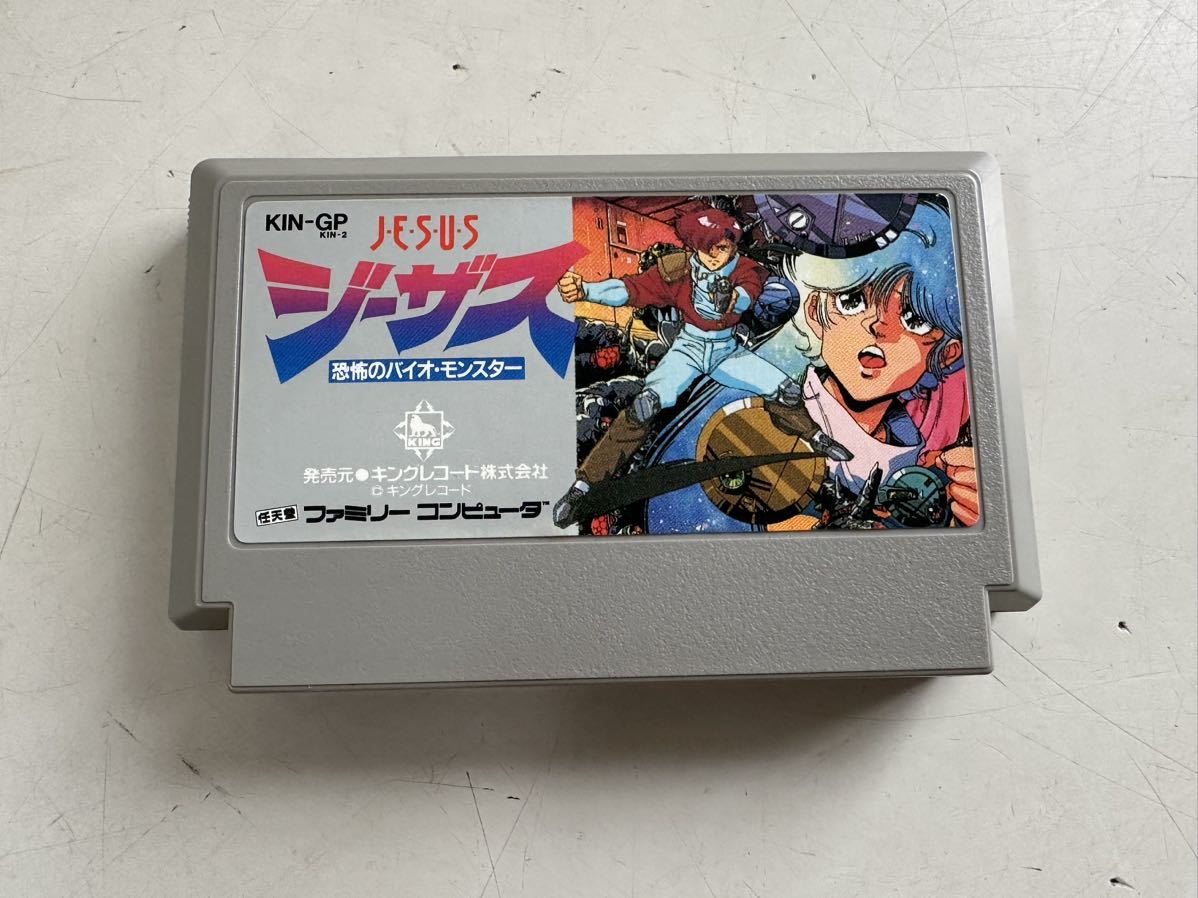 KIN-GP
KIN-2
J・E・S・U・S
ジーザス
恐怖のバイオ・モンスター
KING
発売元●キングレコード株式会社
© キングレコード
任天堂 ファミリー コンピュータ™